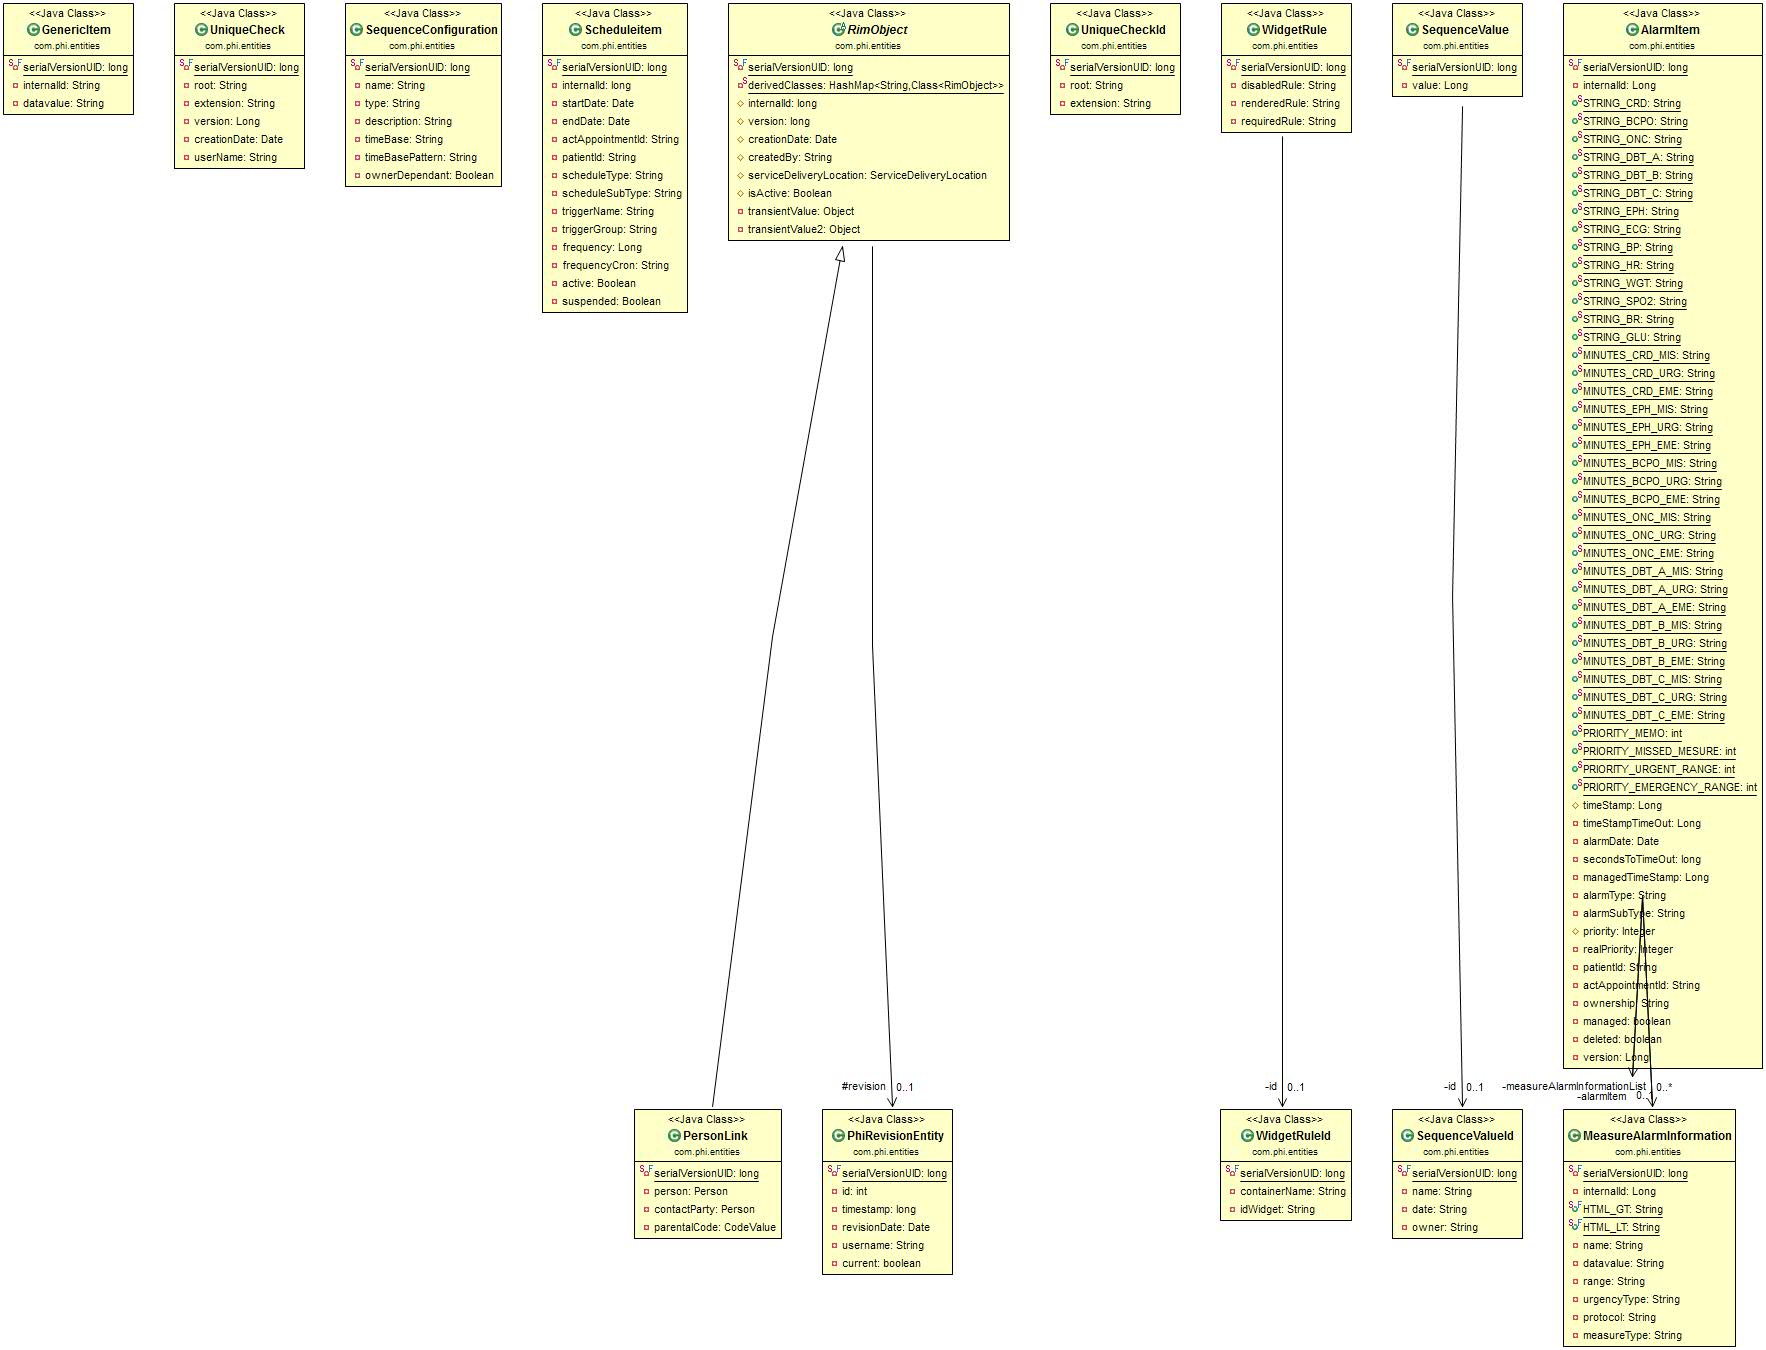 <<Java Class>>
GenericItem
com.phi.entities
serialVersionUID: long
internalId: String
datavalue: String
<<Java Class>>
UniqueCheck
com.phi.entities
serialVersionUID: long
root: String
extension: String
version: Long
creationDate: Date
userName: String
<<Java Class>>
SequenceConfiguration
com.phi.entities
serialVersionUID: long
name: String
type: String
description: String
timeBase: String
timeBasePattern: String
ownerDependant: Boolean
<<Java Class>>
ScheduleItem
com.phi.entities
serialVersionUID: long
internalId: long
startDate: Date
endDate: Date
actAppointmentId: String
patientId: String
scheduleType: String
scheduleSubType: String
triggerName: String
triggerGroup: String
frequency: Long
frequencyCron: String
active: Boolean
suspended: Boolean
<<Java Class>>
RimObject
com.phi.entities
serialVersionUID: long
derivedClasses: HashMap<String,Class<RimObject>>
internalId: long
version: long
creationDate: Date
createdBy: String
serviceDeliveryLocation: ServiceDeliveryLocation
isActive: Boolean
transientValue: Object
transientValue2: Object
<<Java Class>>
UniqueCheckId
com.phi.entities
serialVersionUID: long
root: String
extension: String
<<Java Class>>
WidgetRule
com.phi.entities
serialVersionUID: long
disabledRule: String
renderedRule: String
requiredRule: String
<<Java Class>>
SequenceValue
com.phi.entities
serialVersionUID: long
value: Long
<<Java Class>>
AlarmItem
com.phi.entities
serialVersionUID: long
internalId: Long
STRING_CRD: String
STRING_BCPO: String
STRING_ONC: String
STRING_DBT_A: String
STRING_DBT_B: String
STRING_DBT_C: String
STRING_EPH: String
STRING_ECG: String
STRING_BP: String
STRING_HR: String
STRING_WGT: String
STRING_SPO2: String
STRING_BR: String
STRING_GLU: String
MINUTES_CRD_MIS: String
MINUTES_CRD_URG: String
MINUTES_CRD_EME: String
MINUTES_EPH_MIS: String
MINUTES_EPH_URG: String
MINUTES_EPH_EME: String
MINUTES_BCPO_MIS: String
MINUTES_BCPO_URG: String
MINUTES_BCPO_EME: String
MINUTES_ONC_MIS: String
MINUTES_ONC_URG: String
MINUTES_ONC_EME: String
MINUTES_DBT_A_MIS: String
MINUTES_DBT_A_URG: String
MINUTES_DBT_A_EME: String
MINUTES_DBT_B_MIS: String
MINUTES_DBT_B_URG: String
MINUTES_DBT_B_EME: String
MINUTES_DBT_C_MIS: String
MINUTES_DBT_C_URG: String
MINUTES_DBT_C_EME: String
PRIORITY_MEMO: int
PRIORITY_MISSED_MESURE: int
PRIORITY_URGENT_RANGE: int
PRIORITY_EMERGENCY_RANGE: int
timeStamp: Long
timeStampTimeOut: Long
alarmDate: Date
secondsToTimeOut: long
managedTimeStamp: Long
alarmType: String
alarmSubType: String
priority: Integer
realPriority: Integer
patientId: String
actAppointmentId: String
ownership: String
managed: boolean
deleted: boolean
version: Long
#revision 0..1
-id 0..1
-id 0..1
-measureAlarmInformationList 0..*
-alarmItem
<<Java Class>>
PersonLink
com.phi.entities
serialVersionUID: long
person: Person
contactParty: Person
parentalCode: CodeValue
<<Java Class>>
PhiRevisionEntity
com.phi.entities
serialVersionUID: long
id: int
timestamp: long
revisionDate: Date
username: String
current: boolean
<<Java Class>>
WidgetRuleId
com.phi.entities
serialVersionUID: long
containerName: String
idWidget: String
<<Java Class>>
SequenceValueId
com.phi.entities
serialVersionUID: long
name: String
date: String
owner: String
<<Java Class>>
MeasureAlarmInformation
com.phi.entities
serialVersionUID: long
internalId: Long
HTML_GT: String
HTML_LT: String
name: String
datavalue: String
range: String
urgencyType: String
protocol: String
measureType: String